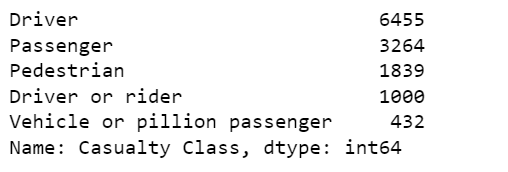 Driver                         6455
Passenger                      3264
Pedestrian                     1839
Driver or rider                1000
Vehicle or pillion passenger    432
Name: Casualty Class, dtype: int64